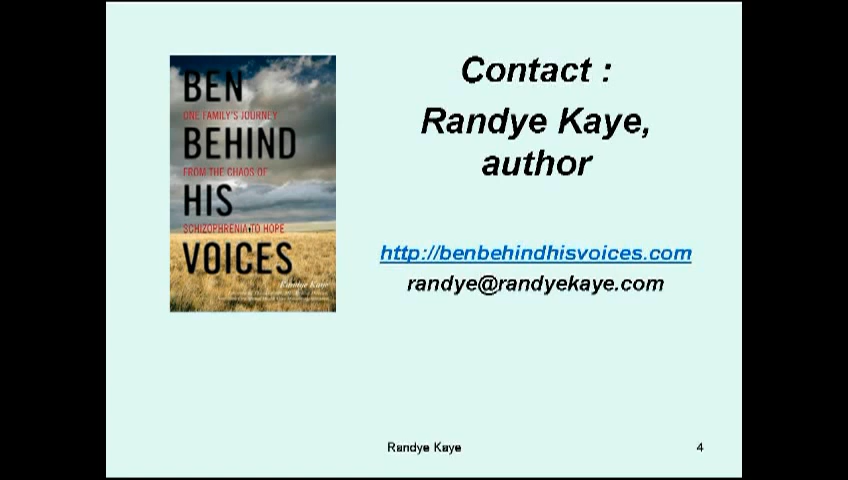 BEN
ONE FAMILY'S JOURNEY
BEHIND
FROM THE CHAOS OF
HIS
SCHIZOPHRENIA TO HOPE
VOICES
Randye Kaye
Contact :
Randye Kaye,
author
http://benbehindhisvoices.com
randye@randyekaye.com
Randye Kaye
4